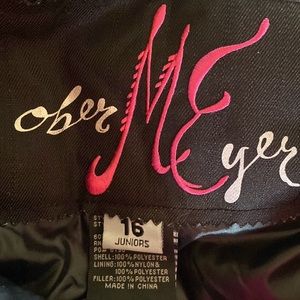 oberMEyer
16
JUNIORS
SHELL:100% POLYESTER
LINING:100% NYLON &
100% POLYESTER
FILLER:100% POLYESTER
MADE IN CHINA